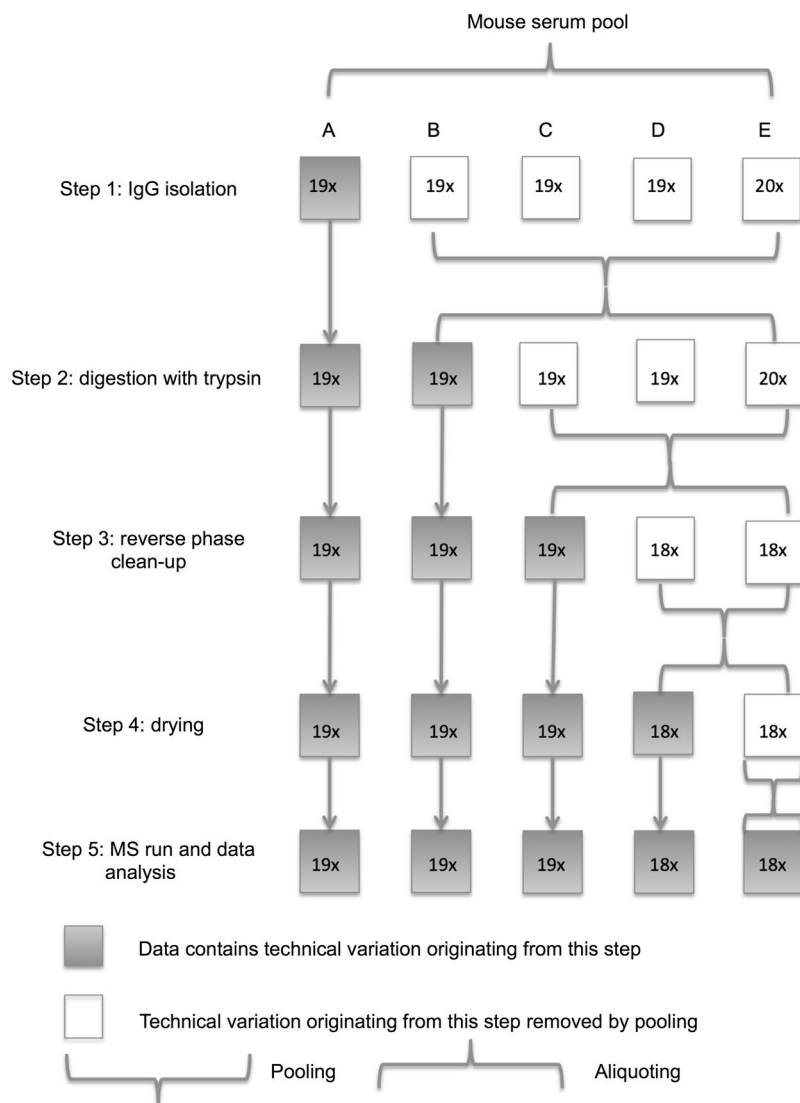 Mouse serum pool
A B C D E
Step 1: IgG isolation 19x 19x 19x 19x 20x
Step 2: digestion with trypsin 19x 19x 19x 19x 20x
Step 3: reverse phase
clean-up 19x 19x 19x 18x 18x
Step 4: drying 19x 19x 19x 18x 18x
Step 5: MS run and data
analysis 19x 19x 19x 18x 18x
Data contains technical variation originating from this step
Technical variation originating from this step removed by pooling
Pooling Aliquoting